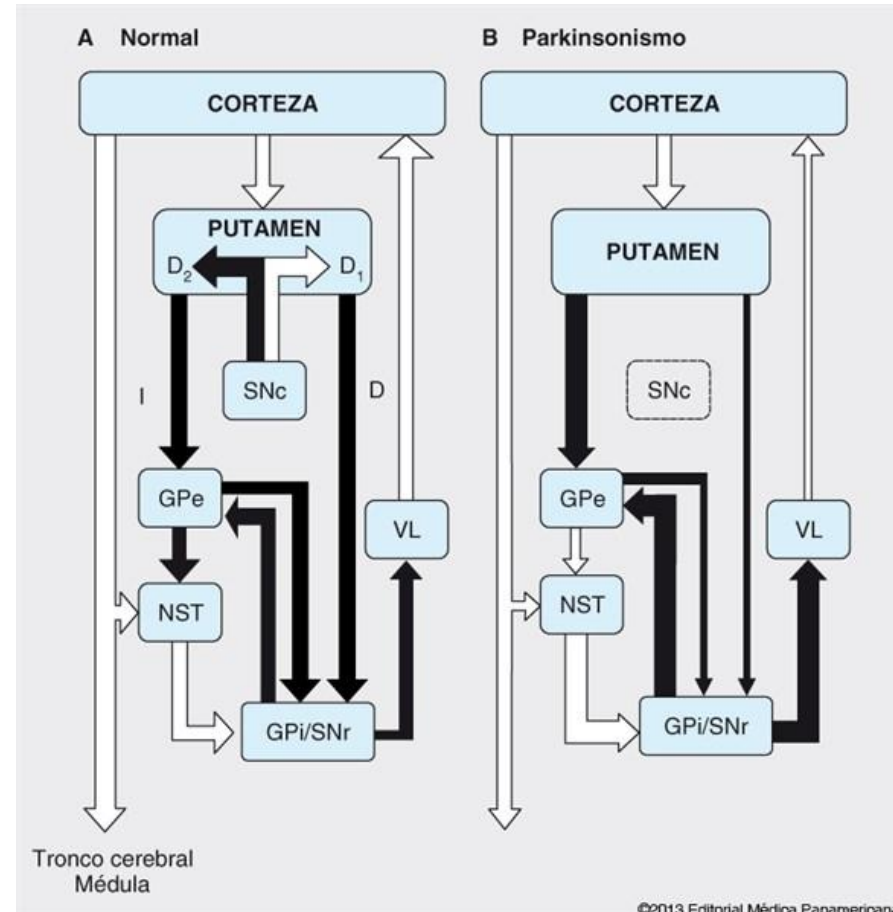 A Normal
CORTEZA
PUTAMEN
D2
D1
SNc
I
D
GPe
VL
NST
GPi/SNr
Tronco cerebral
Médula
B Parkinsonismo
CORTEZA
PUTAMEN
SNc
GPe
VL
NST
GPi/SNr
©2013 Editorial Médica Panamerican